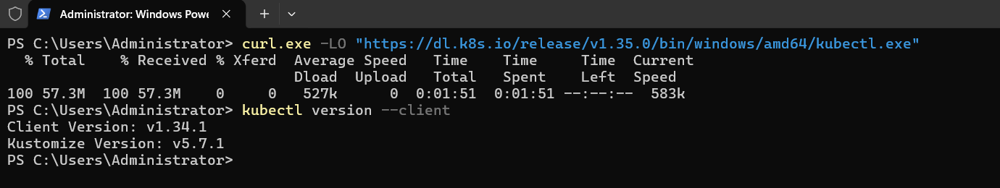 Administrator: Windows Powe
PS C:\Users\Administrator> curl.exe -LO "https://dl.k8s.io/release/v1.35.0/bin/windows/amd64/kubectl.exe"
  % Total    % Received % Xferd  Average Speed   Time    Time     Time  Current
                                 Dload  Upload   Total   Spent    Left  Speed
100 57.3M  100 57.3M    0     0   527k      0  0:01:51  0:01:51 --:--:--  583k
PS C:\Users\Administrator> kubectl version --client
Client Version: v1.34.1
Kustomize Version: v5.7.1
PS C:\Users\Administrator>